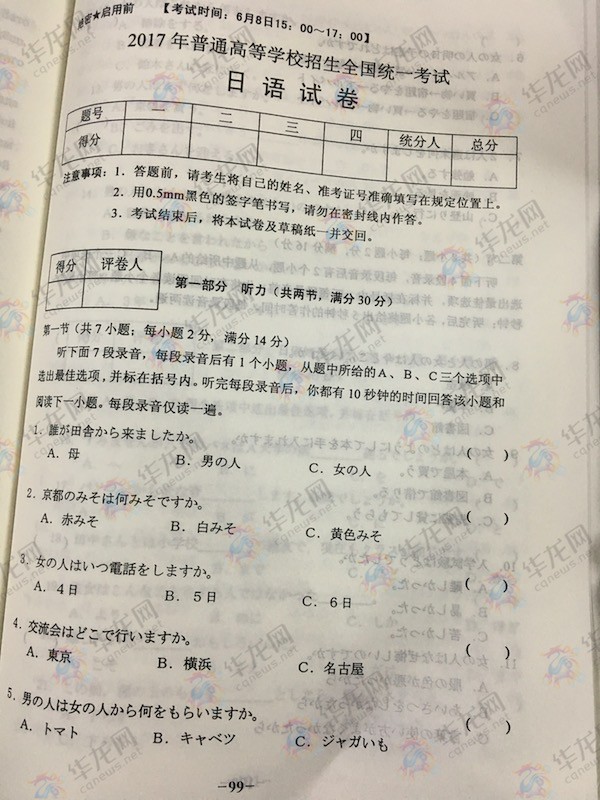 绝密★启用前 【考试时间：6月8日15：00～17：00】
2017年普通高等学校招生全国统一考试
日语试卷
题号 一 二 三 四 统分人 总分
得分
注意事项：1．答题前，请考生将自己的姓名、准考证号准确填写在规定位置上。
2．用0.5mm黑色的签字笔书写，请勿在密封线内作答。
3．考试结束后，将本试卷及草稿纸一并交回。
得分 评卷人
第一部分 听力（共两节，满分30分）
第一节（共7小题；每小题2分，满分14分）
听下面7段录音，每段录音后有1个小题，从题中所给的A、B、C三个选项中
选出最佳选项，并标在括号内。听完每段录音后，你都有10秒钟的时间回答该小题和
阅读下一小题。每段录音仅读一遍。
1．誰が田舎から来ましたか。 （ ）
A．母 B．男の人 C．女の人
2．京都のみそは何みそですか。 （ ）
A．赤みそ B．白みそ C．黄色みそ
3．女の人はいつ電話をしますか。 （ ）
A．4日 B．5日 C．6日
4．交流会はどこで行いますか。 （ ）
A．東京 B．横浜 C．名古屋
5．男の人は女の人から何をもらいますか。 （ ）
A．トマト B．キャベツ C．ジャガいも
-99-
华龙网
cqnews.net